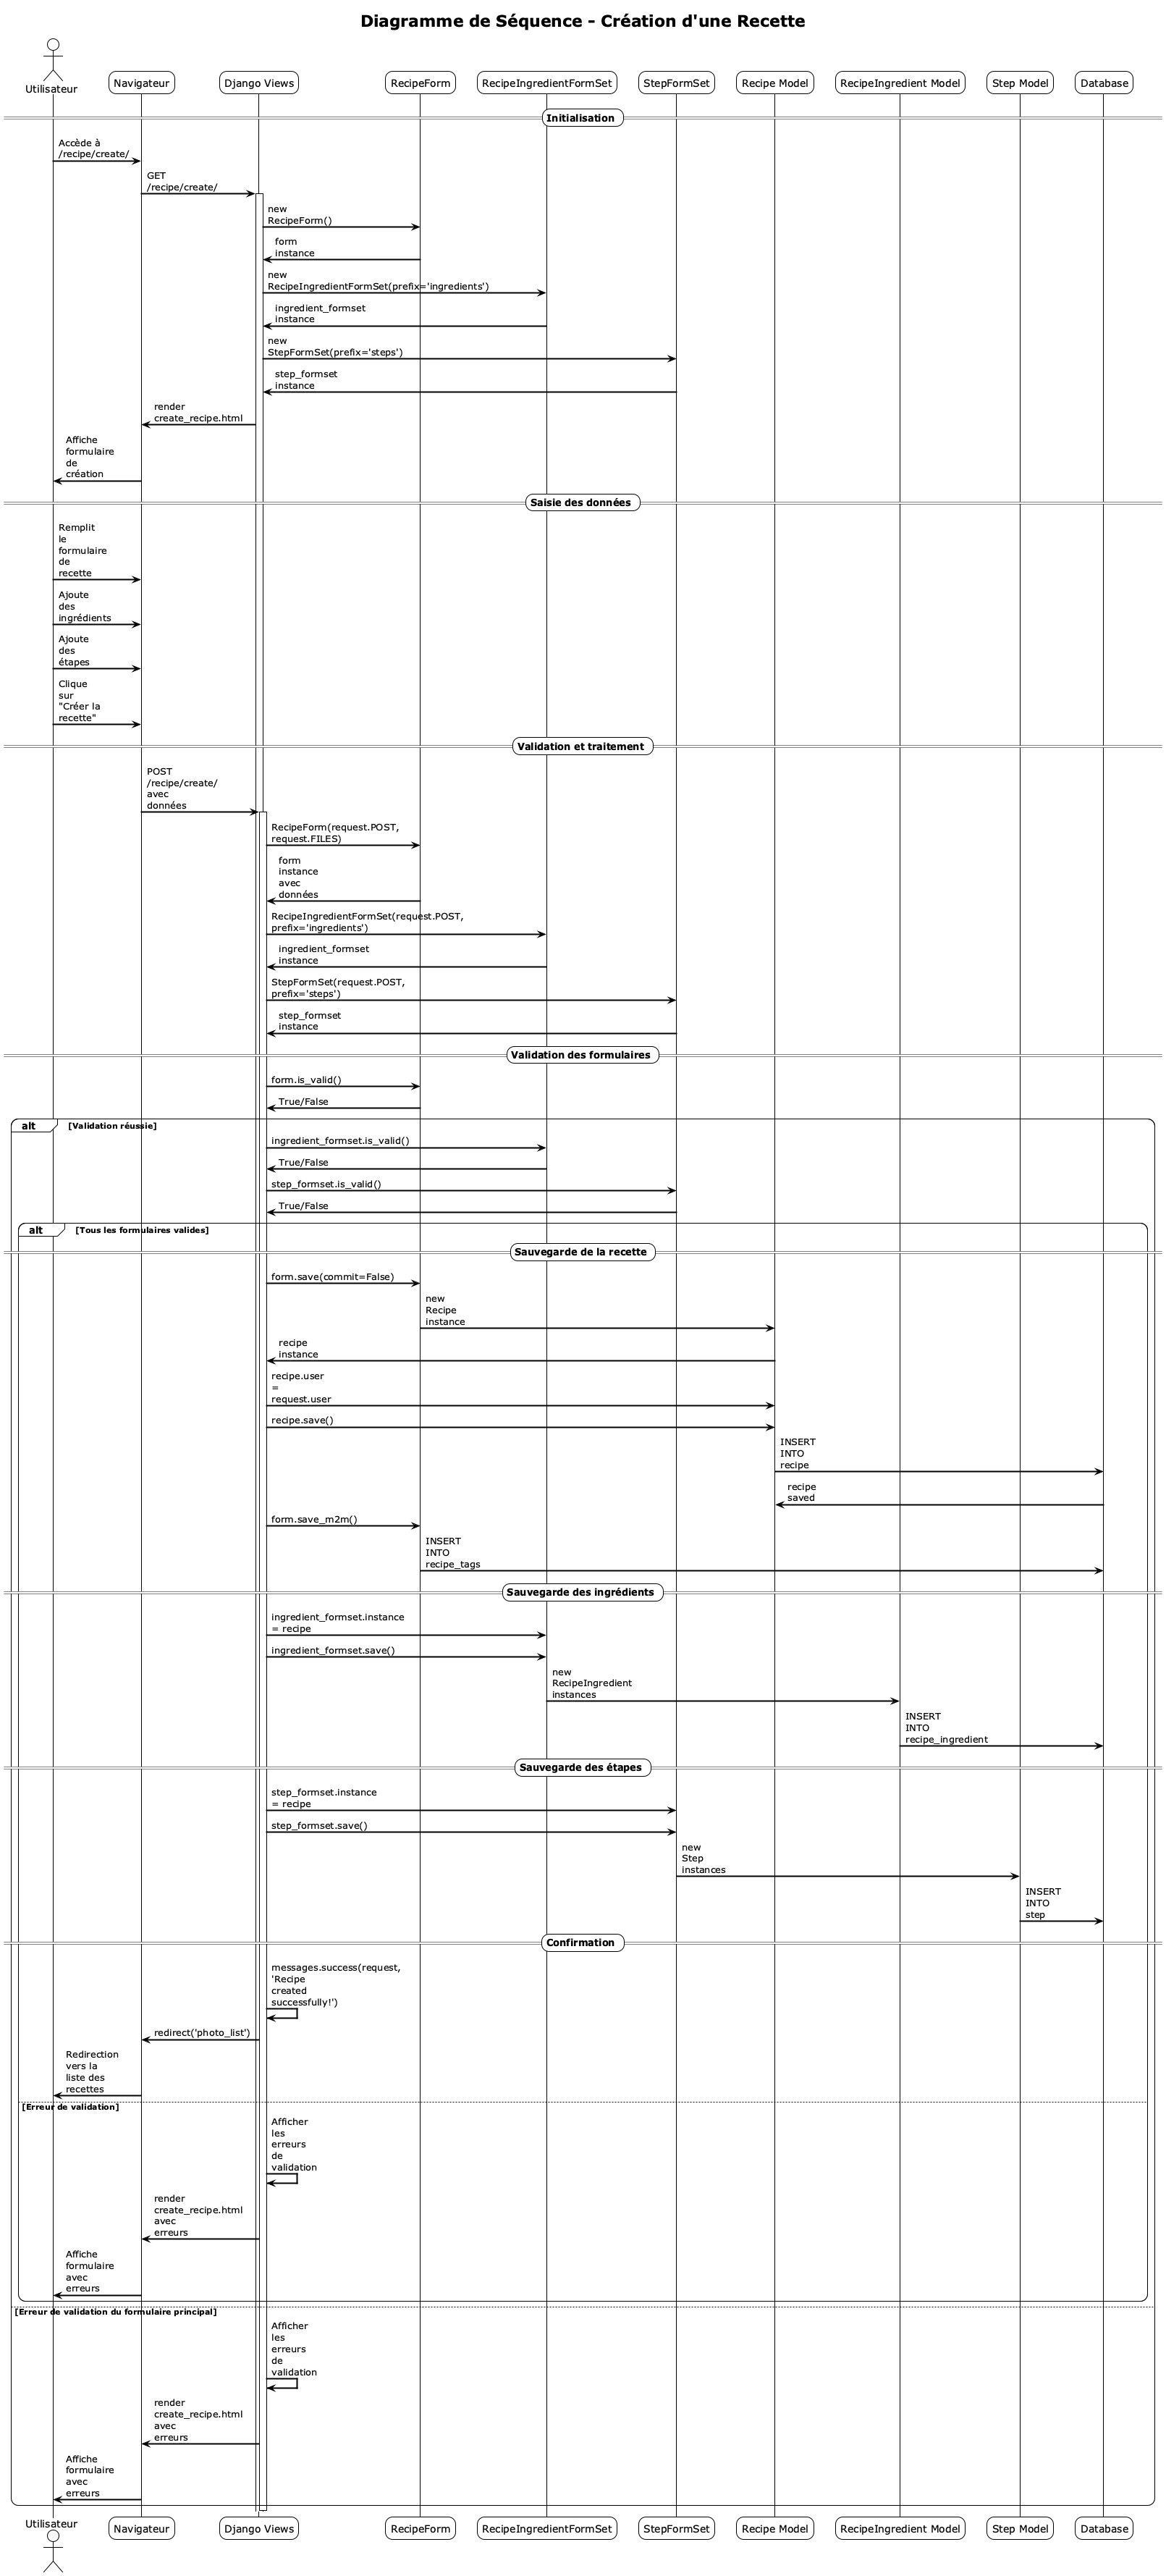 Diagramme de Séquence - Création d'une Recette
Utilisateur
Navigateur
Django Views
RecipeForm
RecipeIngredientFormSet
StepFormSet
Recipe Model
RecipeIngredient Model
Step Model
Database
Initialisation
Accède à
/recipe/create/
GET
/recipe/create/
new
RecipeForm()
form
instance
new
RecipeIngredientFormSet(prefix='ingredients')
ingredient_formset
instance
new
StepFormSet(prefix='steps')
step_formset
instance
render
create_recipe.html
Affiche
formulaire
de
création
Saisie des données
Remplit
le
formulaire
de
recette
Ajoute
des
ingrédients
Ajoute
des
étapes
Clique
sur
"Créer la
recette"
Validation et traitement
POST
/recipe/create/
avec
données
RecipeForm(request.POST,
request.FILES)
form
instance
avec
données
RecipeIngredientFormSet(request.POST,
prefix='ingredients')
ingredient_formset
instance
StepFormSet(request.POST,
prefix='steps')
step_formset
instance
Validation des formulaires
form.is_valid()
True/False
alt
[Validation réussie]
ingredient_formset.is_valid()
True/False
step_formset.is_valid()
True/False
alt
[Tous les formulaires valides]
Sauvegarde de la recette
form.save(commit=False)
new
Recipe
instance
recipe
instance
recipe.user
=
request.user
recipe.save()
INSERT
INTO
recipe
recipe
saved
form.save_m2m()
INSERT
INTO
recipe_tags
Sauvegarde des ingrédients
ingredient_formset.instance
= recipe
ingredient_formset.save()
new
RecipeIngredient
instances
INSERT
INTO
recipe_ingredient
Sauvegarde des étapes
step_formset.instance
= recipe
step_formset.save()
new
Step
instances
INSERT
INTO
step
Confirmation
messages.success(request,
'Recipe
created
successfully!')
redirect('photo_list')
Redirection
vers la
liste des
recettes
[Erreur de validation]
Afficher
les
erreurs
de
validation
render
create_recipe.html
avec
erreurs
Affiche
formulaire
avec
erreurs
[Erreur de validation du formulaire principal]
Afficher
les
erreurs
de
validation
render
create_recipe.html
avec
erreurs
Affiche
formulaire
avec
erreurs
Utilisateur
Navigateur
Django Views
RecipeForm
RecipeIngredientFormSet
StepFormSet
Recipe Model
RecipeIngredient Model
Step Model
Database